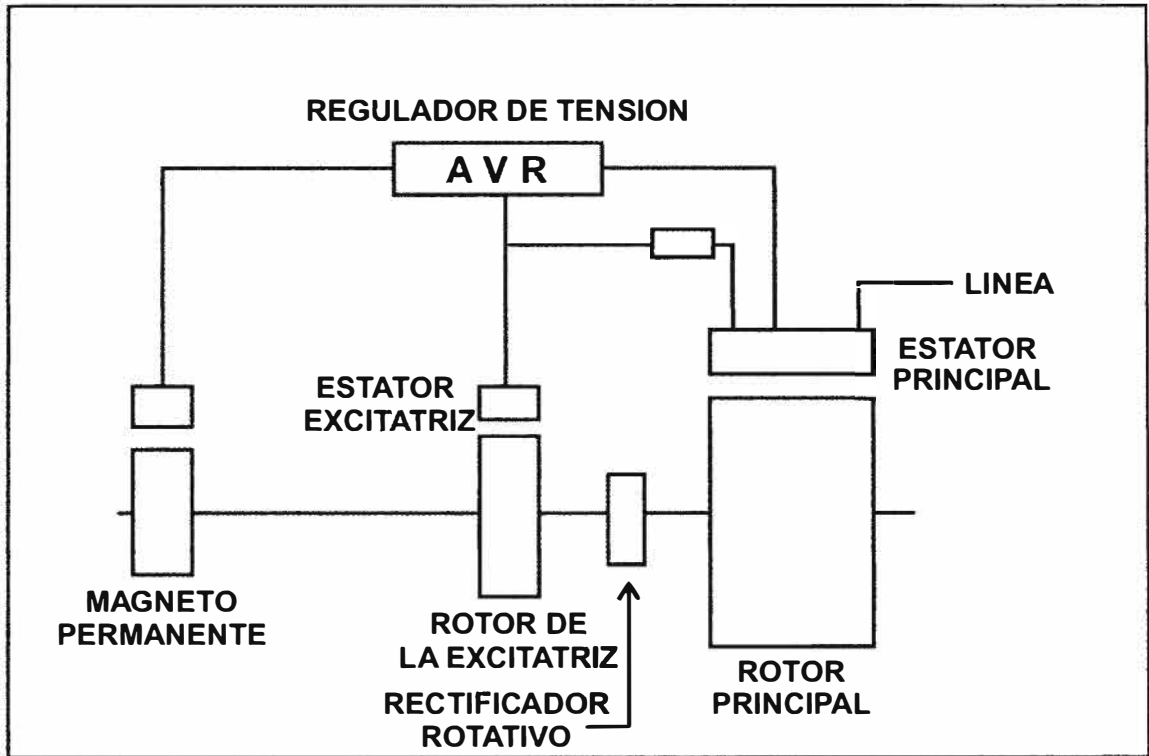 REGULADOR DE TENSION
A V R
LINEA
ESTATOR
PRINCIPAL
ESTATOR
EXCITATRIZ
MAGNETO
PERMANENTE
ROTOR DE
LA EXCITATRIZ
RECTIFICADOR
ROTATIVO
ROTOR
PRINCIPAL